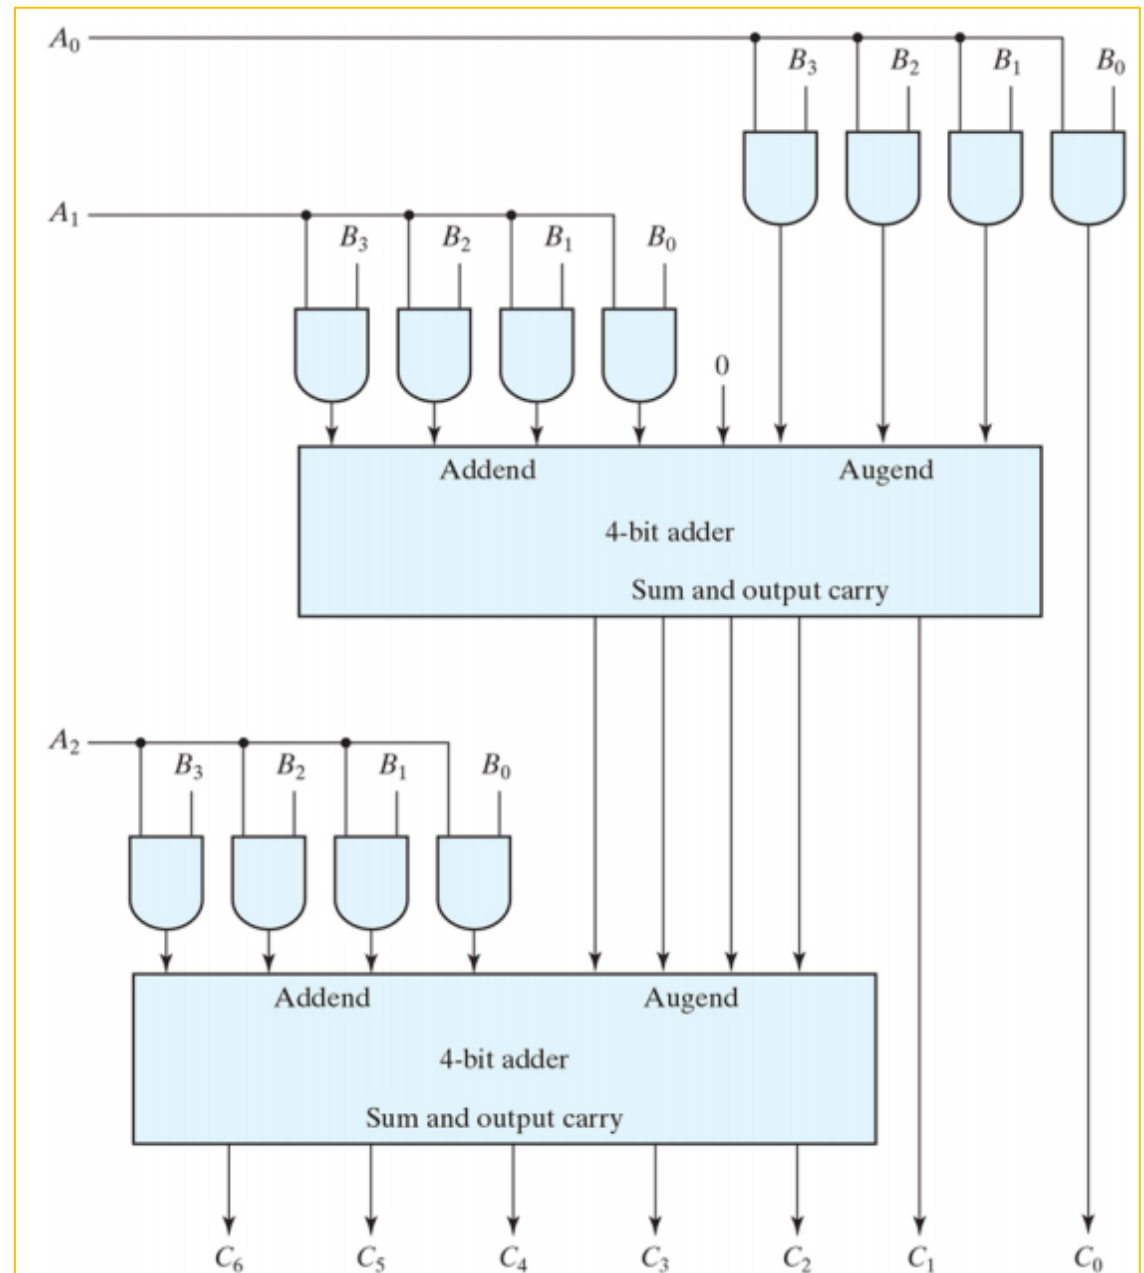 A₀
B₃ B₂ B₁ B₀
A₁
B₃ B₂ B₁ B₀
0
Addend Augend
4-bit adder
Sum and output carry
A₂
B₃ B₂ B₁ B₀
Addend Augend
4-bit adder
Sum and output carry
C₆ C₅ C₄ C₃ C₂ C₁ C₀